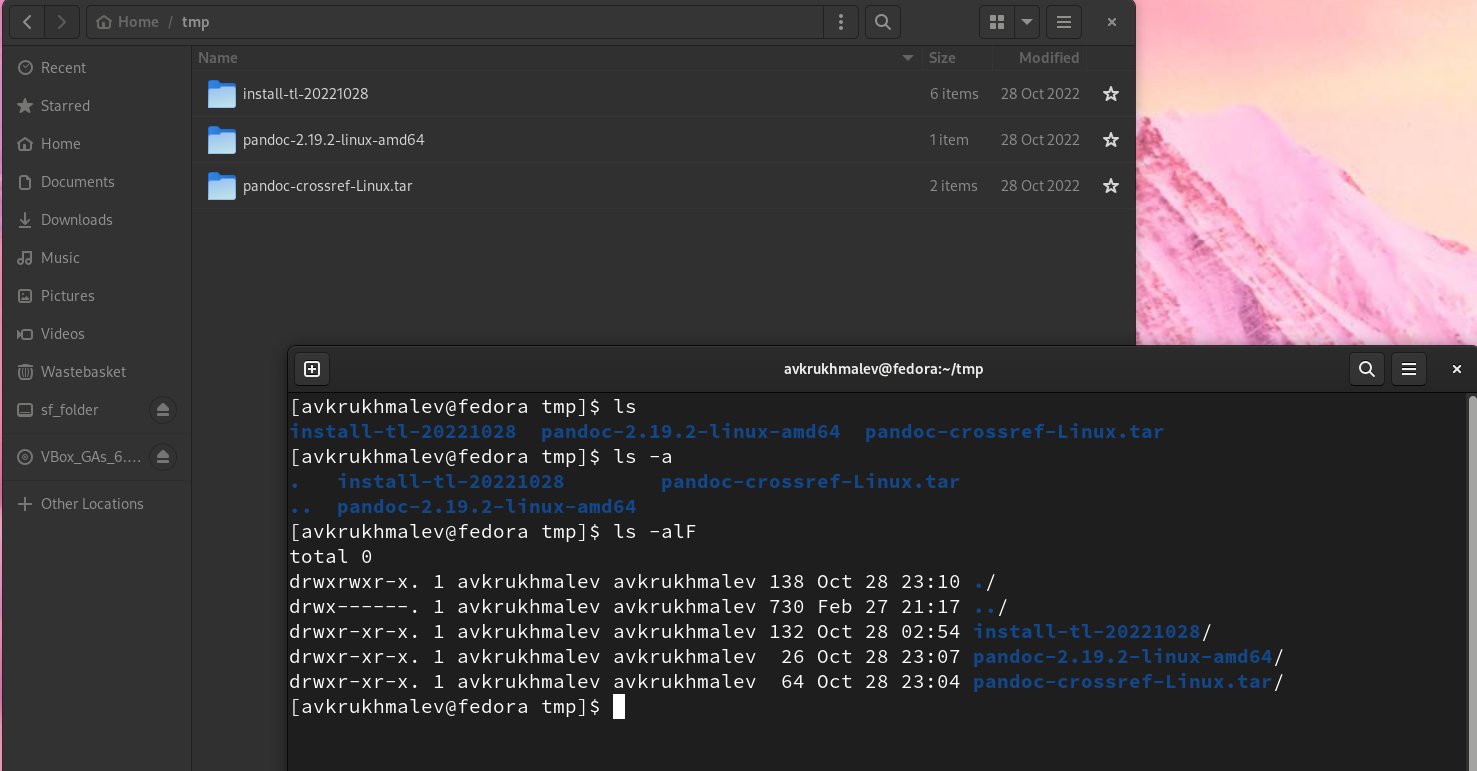 Home / tmp
Name Size Modified
Recent
Starred
Home
Documents
Downloads
Music
Pictures
Videos
Wastebasket
sf_folder
VBox_GAs_6....
Other Locations
install-tl-20221028 6 items 28 Oct 2022
pandoc-2.19.2-linux-amd64 1 item 28 Oct 2022
pandoc-crossref-Linux.tar 2 items 28 Oct 2022
avkrukhmalev@fedora:~/tmp
[avkrukhmalev@fedora tmp]$ ls
install-tl-20221028  pandoc-2.19.2-linux-amd64  pandoc-crossref-Linux.tar
[avkrukhmalev@fedora tmp]$ ls -a
.   install-tl-20221028        pandoc-crossref-Linux.tar
..  pandoc-2.19.2-linux-amd64
[avkrukhmalev@fedora tmp]$ ls -alF
total 0
drwxrwxr-x. 1 avkrukhmalev avkrukhmalev 138 Oct 28 23:10 ./
drwx------. 1 avkrukhmalev avkrukhmalev 730 Feb 27 21:17 ../
drwxr-xr-x. 1 avkrukhmalev avkrukhmalev 132 Oct 28 02:54 install-tl-20221028/
drwxr-xr-x. 1 avkrukhmalev avkrukhmalev  26 Oct 28 23:07 pandoc-2.19.2-linux-amd64/
drwxr-xr-x. 1 avkrukhmalev avkrukhmalev  64 Oct 28 23:04 pandoc-crossref-Linux.tar/
[avkrukhmalev@fedora tmp]$